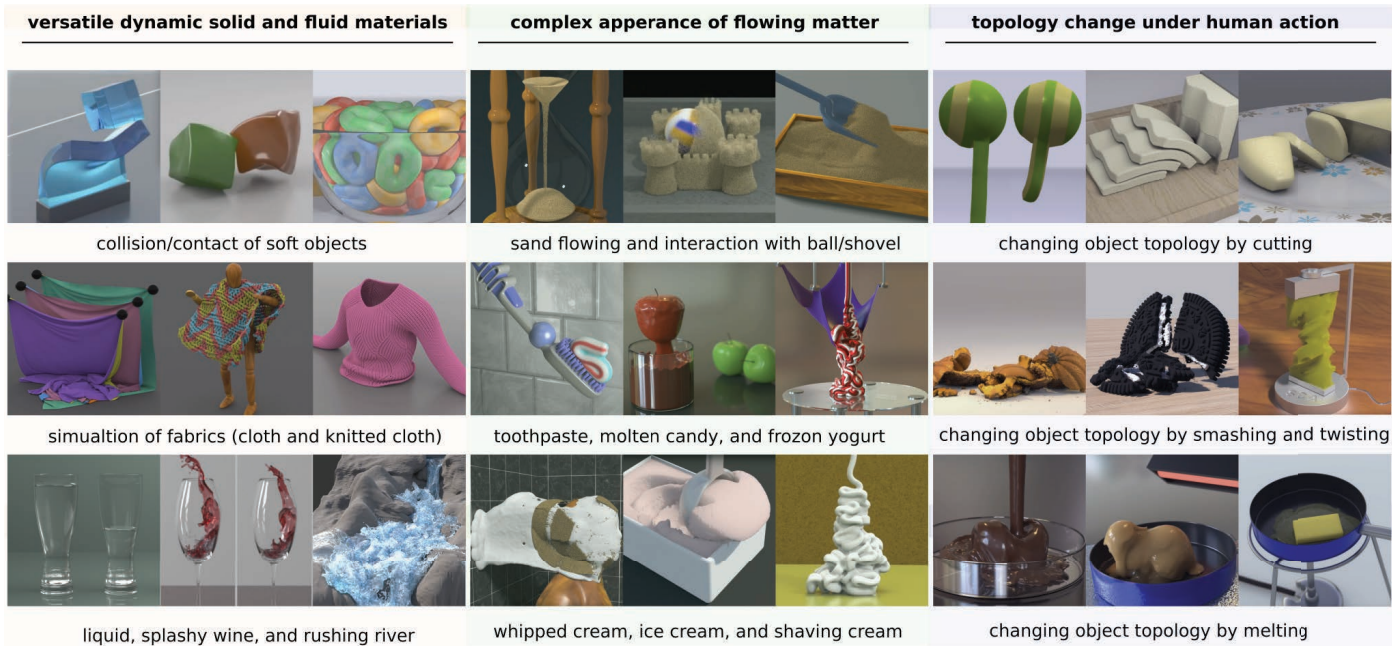 versatile dynamic solid and fluid materials
complex apperance of flowing matter
topology change under human action
collision/contact of soft objects
sand flowing and interaction with ball/shovel
changing object topology by cutting
simualtion of fabrics (cloth and knitted cloth)
toothpaste, molten candy, and frozon yogurt
changing object topology by smashing and twisting
liquid, splashy wine, and rushing river
whipped cream, ice cream, and shaving cream
changing object topology by melting